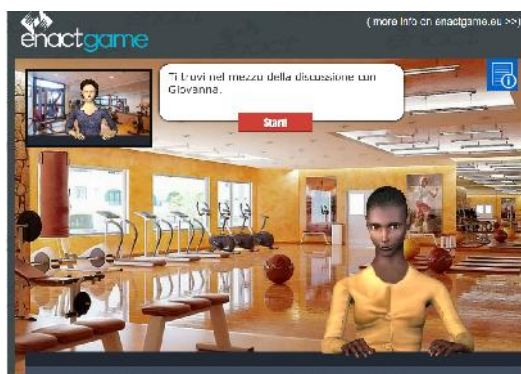 enactgame
( more info on enactgame.eu >>)
Ti trovi nel mezzo della discussione con
Giovanna.
Start!